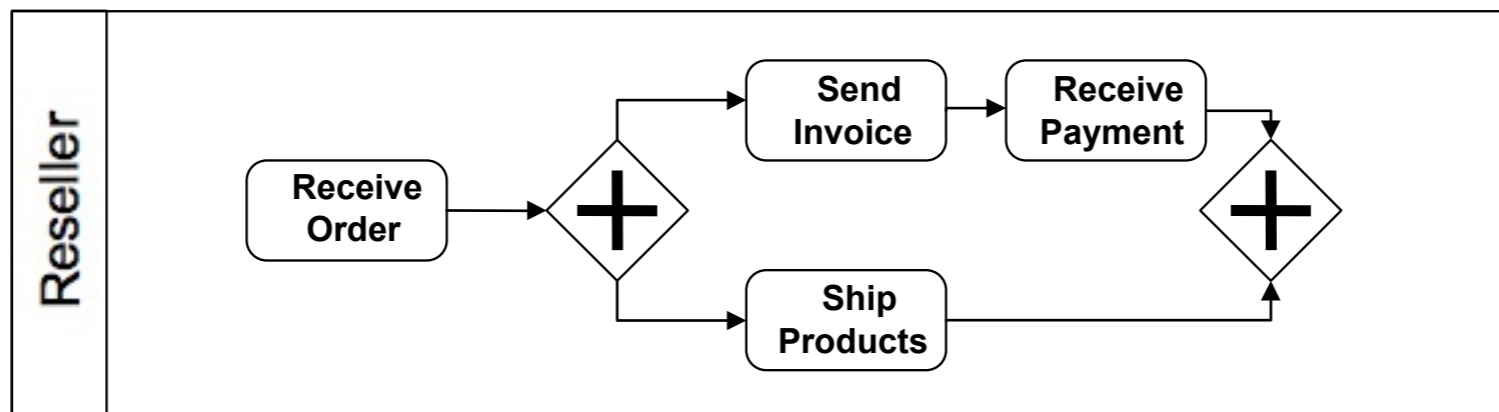 Reseller
Receive
Order
Send
Invoice
Receive
Payment
Ship
Products